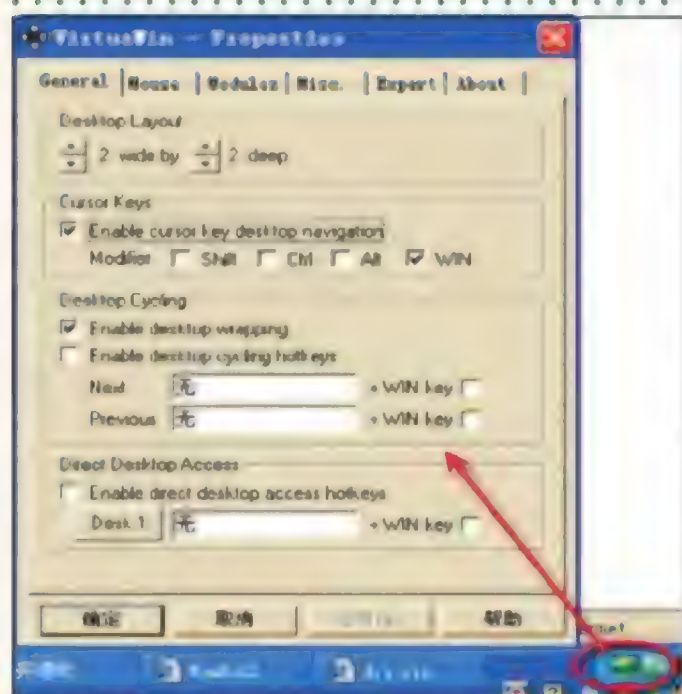 VirtuaWin - Properties
General Mouse Modules Misc. Expert About
Desktop Layout
2 wide by 2 deep
Cursor Keys
Enable cursor key desktop navigation
Modifier Shift Ctrl Alt WIN
Desktop Cycling
Enable desktop wrapping
Enable desktop cycling hotkeys
Next 无 + WIN key
Previous 无 + WIN key
Direct Desktop Access
Enable direct desktop access hotkeys
Desk 1 无 + WIN key
确定 取消 帮助